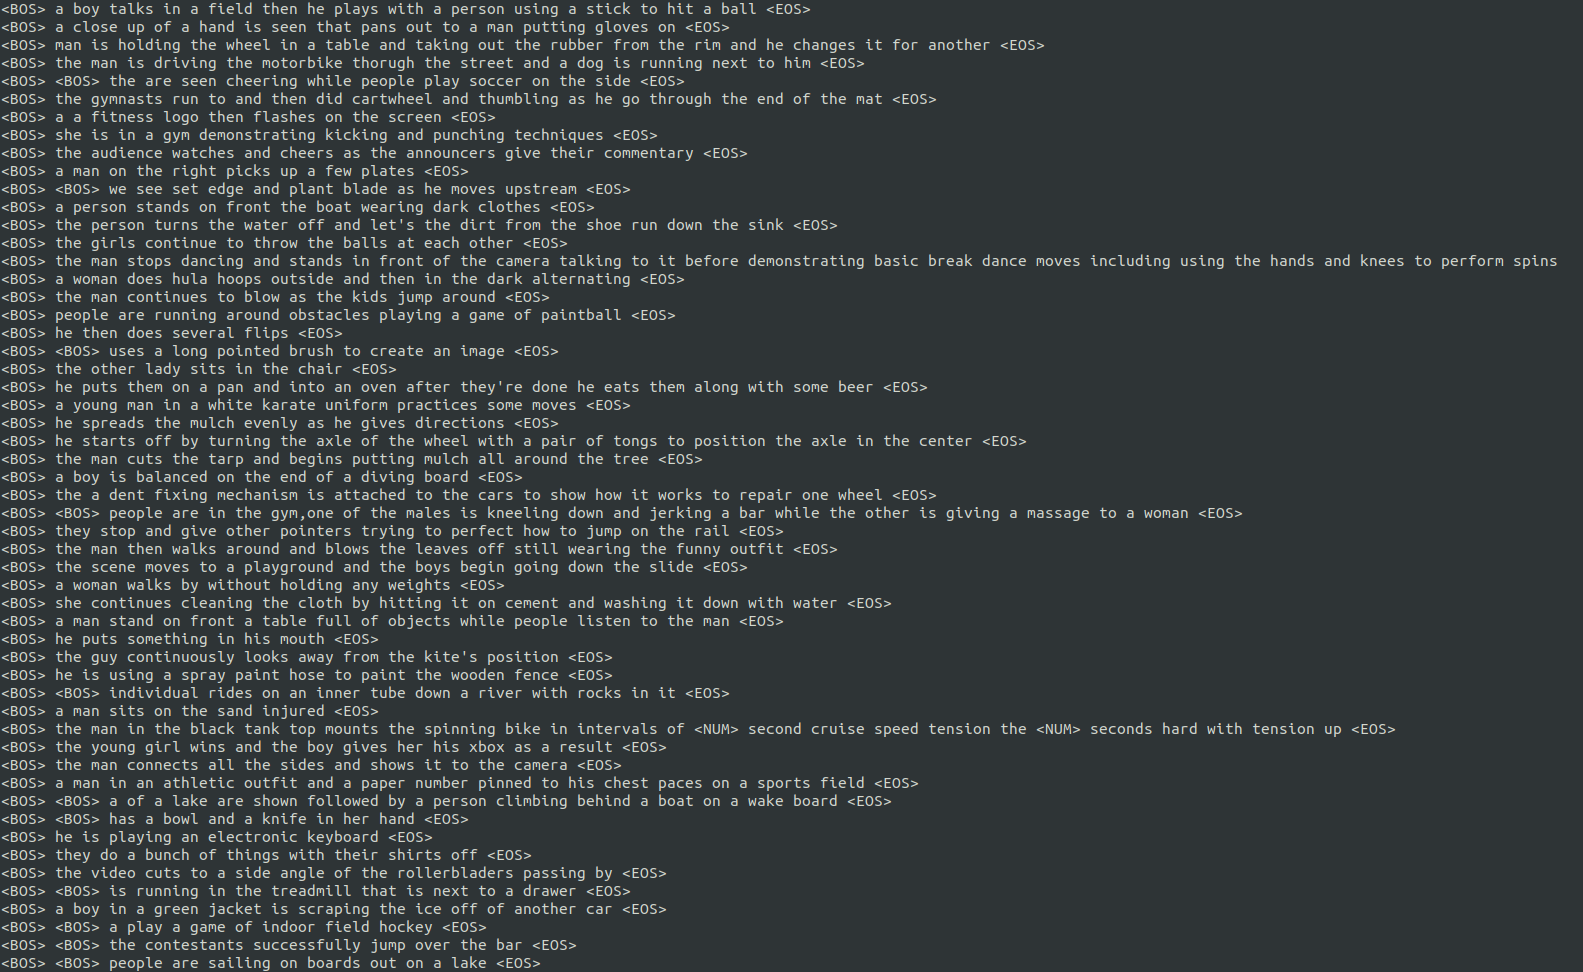 <BOS> a boy talks in a field then he plays with a person using a stick to hit a ball <EOS>
<BOS> a close up of a hand is seen that pans out to a man putting gloves on <EOS>
<BOS> man is holding the wheel in a table and taking out the rubber from the rim and he changes it for another <EOS>
<BOS> the man is driving the motorbike thorugh the street and a dog is running next to him <EOS>
<BOS> <BOS> the are seen cheering while people play soccer on the side <EOS>
<BOS> the gymnasts run to and then did cartwheel and thumbling as he go through the end of the mat <EOS>
<BOS> a a fitness logo then flashes on the screen <EOS>
<BOS> she is in a gym demonstrating kicking and punching techniques <EOS>
<BOS> the audience watches and cheers as the announcers give their commentary <EOS>
<BOS> a man on the right picks up a few plates <EOS>
<BOS> <BOS> we see set edge and plant blade as he moves upstream <EOS>
<BOS> a person stands on front the boat wearing dark clothes <EOS>
<BOS> the person turns the water off and let's the dirt from the shoe run down the sink <EOS>
<BOS> the girls continue to throw the balls at each other <EOS>
<BOS> the man stops dancing and stands in front of the camera talking to it before demonstrating basic break dance moves including using the hands and knees to perform spins
<BOS> a woman does hula hoops outside and then in the dark alternating <EOS>
<BOS> the man continues to blow as the kids jump around <EOS>
<BOS> people are running around obstacles playing a game of paintball <EOS>
<BOS> he then does several flips <EOS>
<BOS> <BOS> uses a long pointed brush to create an image <EOS>
<BOS> the other lady sits in the chair <EOS>
<BOS> he puts them on a pan and into an oven after they're done he eats them along with some beer <EOS>
<BOS> a young man in a white karate uniform practices some moves <EOS>
<BOS> he spreads the mulch evenly as he gives directions <EOS>
<BOS> he starts off by turning the axle of the wheel with a pair of tongs to position the axle in the center <EOS>
<BOS> the man cuts the tarp and begins putting mulch all around the tree <EOS>
<BOS> a boy is balanced on the end of a diving board <EOS>
<BOS> the a dent fixing mechanism is attached to the cars to show how it works to repair one wheel <EOS>
<BOS> <BOS> people are in the gym,one of the males is kneeling down and jerking a bar while the other is giving a massage to a woman <EOS>
<BOS> they stop and give other pointers trying to perfect how to jump on the rail <EOS>
<BOS> the man then walks around and blows the leaves off still wearing the funny outfit <EOS>
<BOS> the scene moves to a playground and the boys begin going down the slide <EOS>
<BOS> a woman walks by without holding any weights <EOS>
<BOS> she continues cleaning the cloth by hitting it on cement and washing it down with water <EOS>
<BOS> a man stand on front a table full of objects while people listen to the man <EOS>
<BOS> he puts something in his mouth <EOS>
<BOS> the guy continuously looks away from the kite's position <EOS>
<BOS> he is using a spray paint hose to paint the wooden fence <EOS>
<BOS> <BOS> individual rides on an inner tube down a river with rocks in it <EOS>
<BOS> a man sits on the sand injured <EOS>
<BOS> the man in the black tank top mounts the spinning bike in intervals of <NUM> second cruise speed tension the <NUM> seconds hard with tension up <EOS>
<BOS> the young girl wins and the boy gives her his xbox as a result <EOS>
<BOS> the man connects all the sides and shows it to the camera <EOS>
<BOS> a man in an athletic outfit and a paper number pinned to his chest paces on a sports field <EOS>
<BOS> <BOS> a of a lake are shown followed by a person climbing behind a boat on a wake board <EOS>
<BOS> <BOS> has a bowl and a knife in her hand <EOS>
<BOS> he is playing an electronic keyboard <EOS>
<BOS> they do a bunch of things with their shirts off <EOS>
<BOS> the video cuts to a side angle of the rollerbladers passing by <EOS>
<BOS> <BOS> is running in the treadmill that is next to a drawer <EOS>
<BOS> a boy in a green jacket is scraping the ice off of another car <EOS>
<BOS> <BOS> a play a game of indoor field hockey <EOS>
<BOS> <BOS> the contestants successfully jump over the bar <EOS>
<BOS> <BOS> people are sailing on boards out on a lake <EOS>